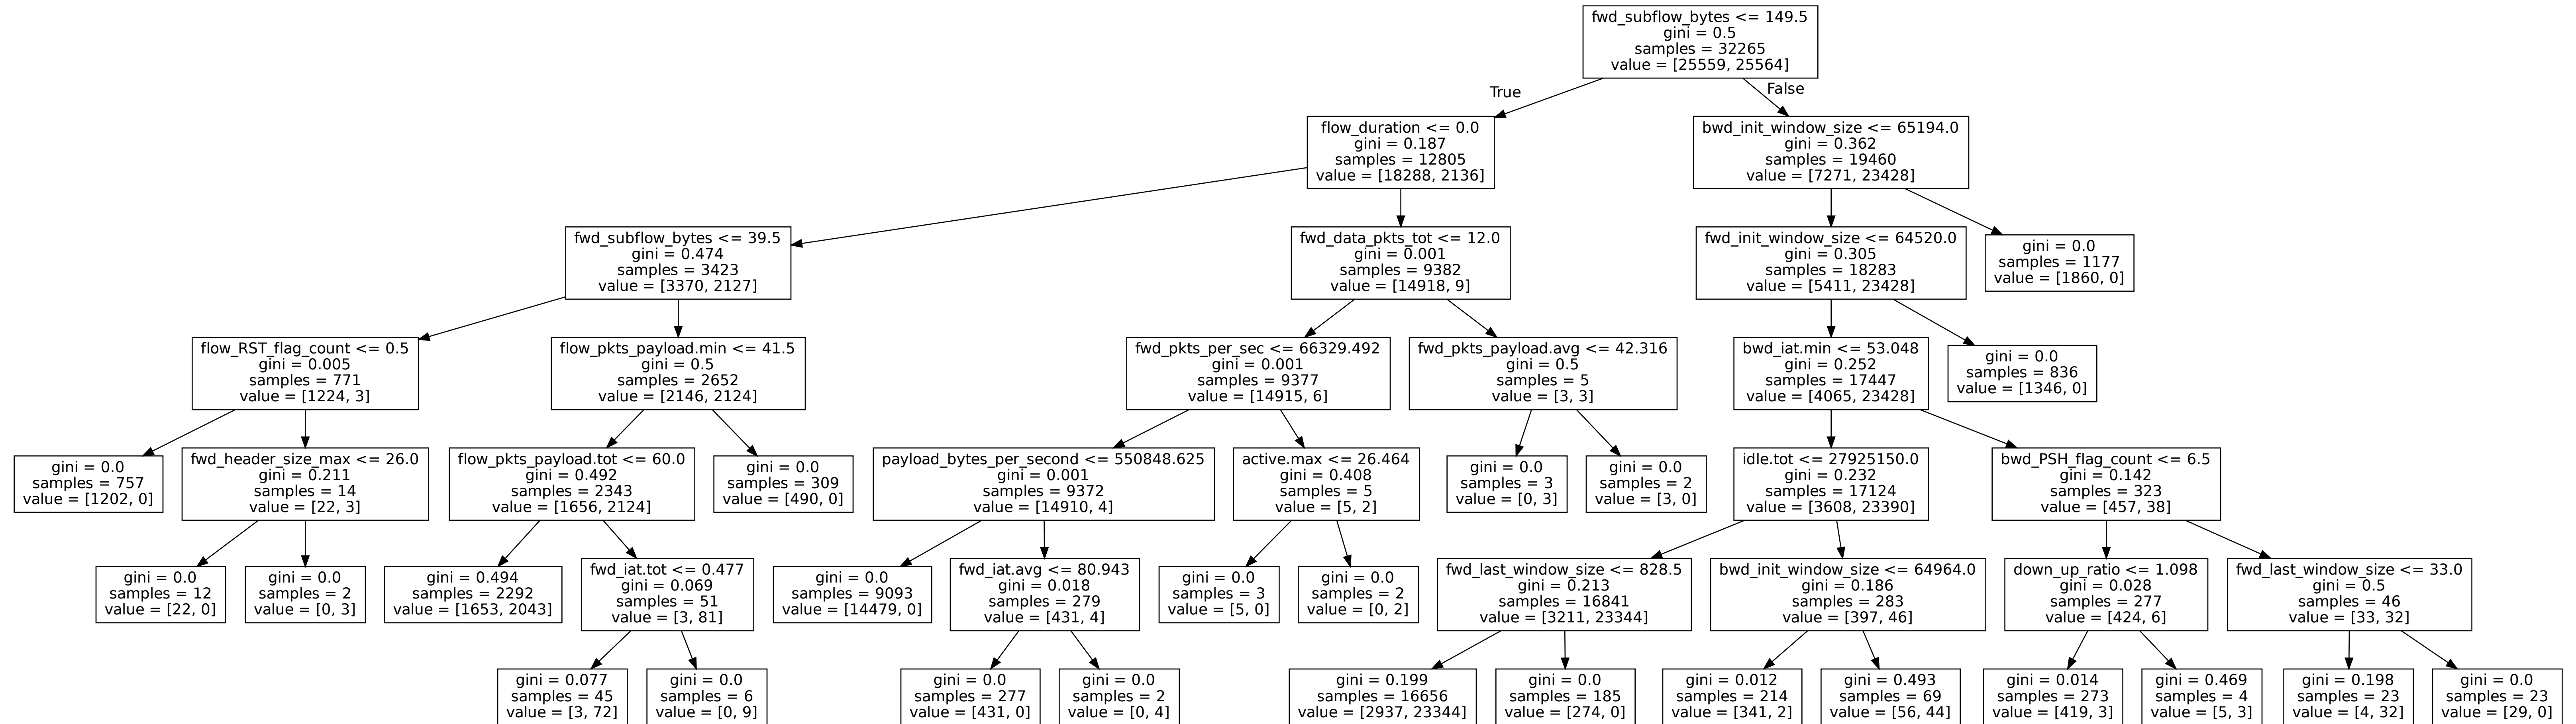 fwd_subflow_bytes <= 149.5
gini = 0.5
samples = 32265
value = [25559, 25564]
True
False
flow_duration <= 0.0
gini = 0.187
samples = 12805
value = [18288, 2136]
bwd_init_window_size <= 65194.0
gini = 0.362
samples = 19460
value = [7271, 23428]
fwd_subflow_bytes <= 39.5
gini = 0.474
samples = 3423
value = [3370, 2127]
fwd_data_pkts_tot <= 12.0
gini = 0.001
samples = 9382
value = [14918, 9]
fwd_init_window_size <= 64520.0
gini = 0.305
samples = 18283
value = [5411, 23428]
gini = 0.0
samples = 1177
value = [1860, 0]
flow_RST_flag_count <= 0.5
gini = 0.005
samples = 771
value = [1224, 3]
flow_pkts_payload.min <= 41.5
gini = 0.5
samples = 2652
value = [2146, 2124]
fwd_pkts_per_sec <= 66329.492
gini = 0.001
samples = 9377
value = [14915, 6]
fwd_pkts_payload.avg <= 42.316
gini = 0.5
samples = 5
value = [3, 3]
bwd_iat.min <= 53.048
gini = 0.252
samples = 17447
value = [4065, 23428]
gini = 0.0
samples = 836
value = [1346, 0]
gini = 0.0
samples = 757
value = [1202, 0]
fwd_header_size_max <= 26.0
gini = 0.211
samples = 14
value = [22, 3]
flow_pkts_payload.tot <= 60.0
gini = 0.492
samples = 2343
value = [1656, 2124]
gini = 0.0
samples = 309
value = [490, 0]
payload_bytes_per_second <= 550848.625
gini = 0.001
samples = 9372
value = [14910, 4]
active.max <= 26.464
gini = 0.408
samples = 5
value = [5, 2]
gini = 0.0
samples = 3
value = [0, 3]
gini = 0.0
samples = 2
value = [3, 0]
idle.tot <= 27925150.0
gini = 0.232
samples = 17124
value = [3608, 23390]
bwd_PSH_flag_count <= 6.5
gini = 0.142
samples = 323
value = [457, 38]
gini = 0.0
samples = 12
value = [22, 0]
gini = 0.0
samples = 2
value = [0, 3]
gini = 0.494
samples = 2292
value = [1653, 2043]
fwd_iat.tot <= 0.477
gini = 0.069
samples = 51
value = [3, 81]
gini = 0.0
samples = 9093
value = [14479, 0]
fwd_iat.avg <= 80.943
gini = 0.018
samples = 279
value = [431, 4]
gini = 0.0
samples = 3
value = [5, 0]
gini = 0.0
samples = 2
value = [0, 2]
fwd_last_window_size <= 828.5
gini = 0.213
samples = 16841
value = [3211, 23344]
bwd_init_window_size <= 64964.0
gini = 0.186
samples = 283
value = [397, 46]
down_up_ratio <= 1.098
gini = 0.028
samples = 277
value = [424, 6]
fwd_last_window_size <= 33.0
gini = 0.5
samples = 46
value = [33, 32]
gini = 0.077
samples = 45
value = [3, 72]
gini = 0.0
samples = 6
value = [0, 9]
gini = 0.0
samples = 277
value = [431, 0]
gini = 0.0
samples = 2
value = [0, 4]
gini = 0.199
samples = 16656
value = [2937, 23344]
gini = 0.0
samples = 185
value = [274, 0]
gini = 0.012
samples = 214
value = [341, 2]
gini = 0.493
samples = 69
value = [56, 44]
gini = 0.014
samples = 273
value = [419, 3]
gini = 0.469
samples = 4
value = [5, 3]
gini = 0.198
samples = 23
value = [4, 32]
gini = 0.0
samples = 23
value = [29, 0]